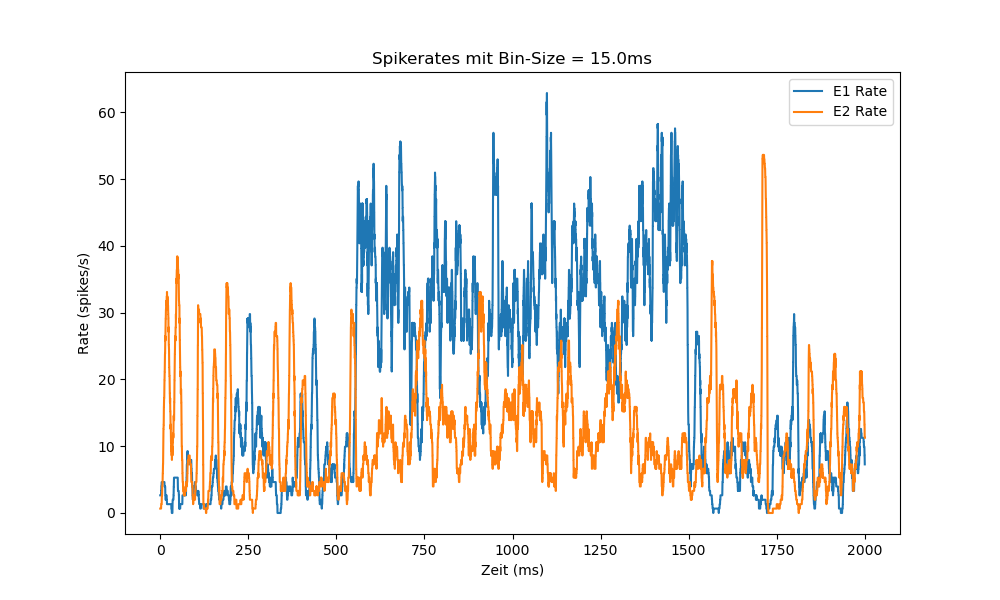 Spikerates mit Bin-Size = 15.0ms
E1 Rate
E2 Rate
Rate (spikes/s)
60
50
40
30
20
10
0
0 250 500 750 1000 1250 1500 1750 2000
Zeit (ms)